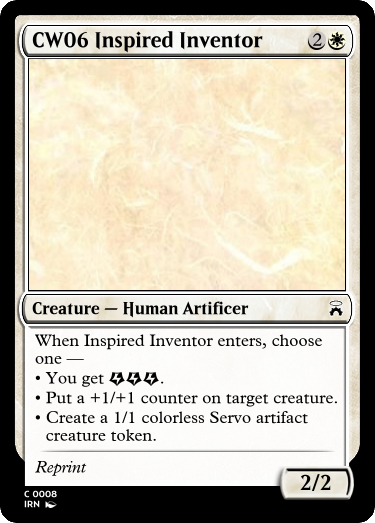 CW06 Inspired Inventor 2
Creature — Human Artificer
When Inspired Inventor enters, choose
one —
• You get .
• Put a +1/+1 counter on target creature.
• Create a 1/1 colorless Servo artifact
creature token.
Reprint
2/2
C 0008
IRN